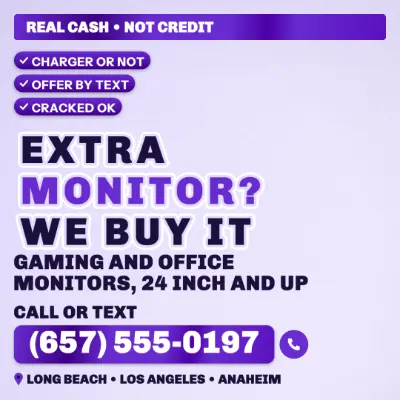 REAL CASH • NOT CREDIT
CHARGER OR NOT
OFFER BY TEXT
CRACKED OK
EXTRA
MONITOR?
WE BUY IT
GAMING AND OFFICE
MONITORS, 24 INCH AND UP
CALL OR TEXT
(657) 555-0197
LONG BEACH • LOS ANGELES • ANAHEIM